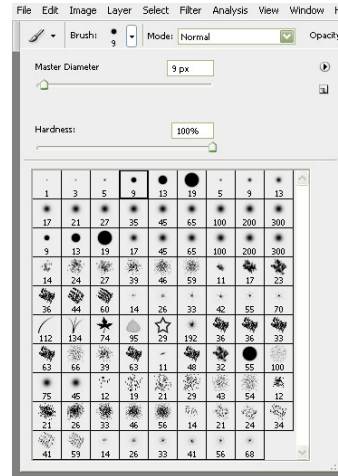 File Edit Image Layer Select Filter Analysis View Window
Brush: 9 Mode: Normal Opacity
Master Diameter 9 px
Hardness: 100%
1 3 5 9 13 19 5 9 13
17 21 27 35 45 65 100 200 300
9 13 19 17 45 65 100 200 300
14 24 27 39 46 59 11 17 23
36 44 60 14 26 33 42 55 70
112 134 74 95 29 192 36 36 33
63 66 39 63 11 48 32 55 100
75 45 12 19 21 29 43 54 12
21 26 33 46 56 14 21 24 34
41 59 14 26 33 41 56 68